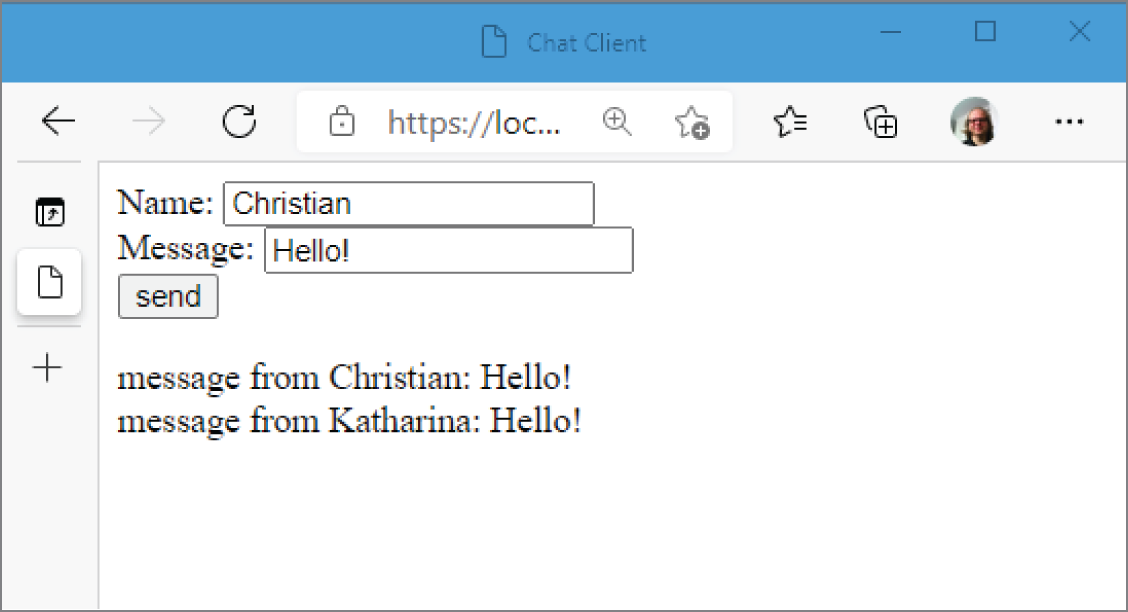 Chat Client
https://loc...
Name: Christian
Message: Hello!
send
message from Christian: Hello!
message from Katharina: Hello!